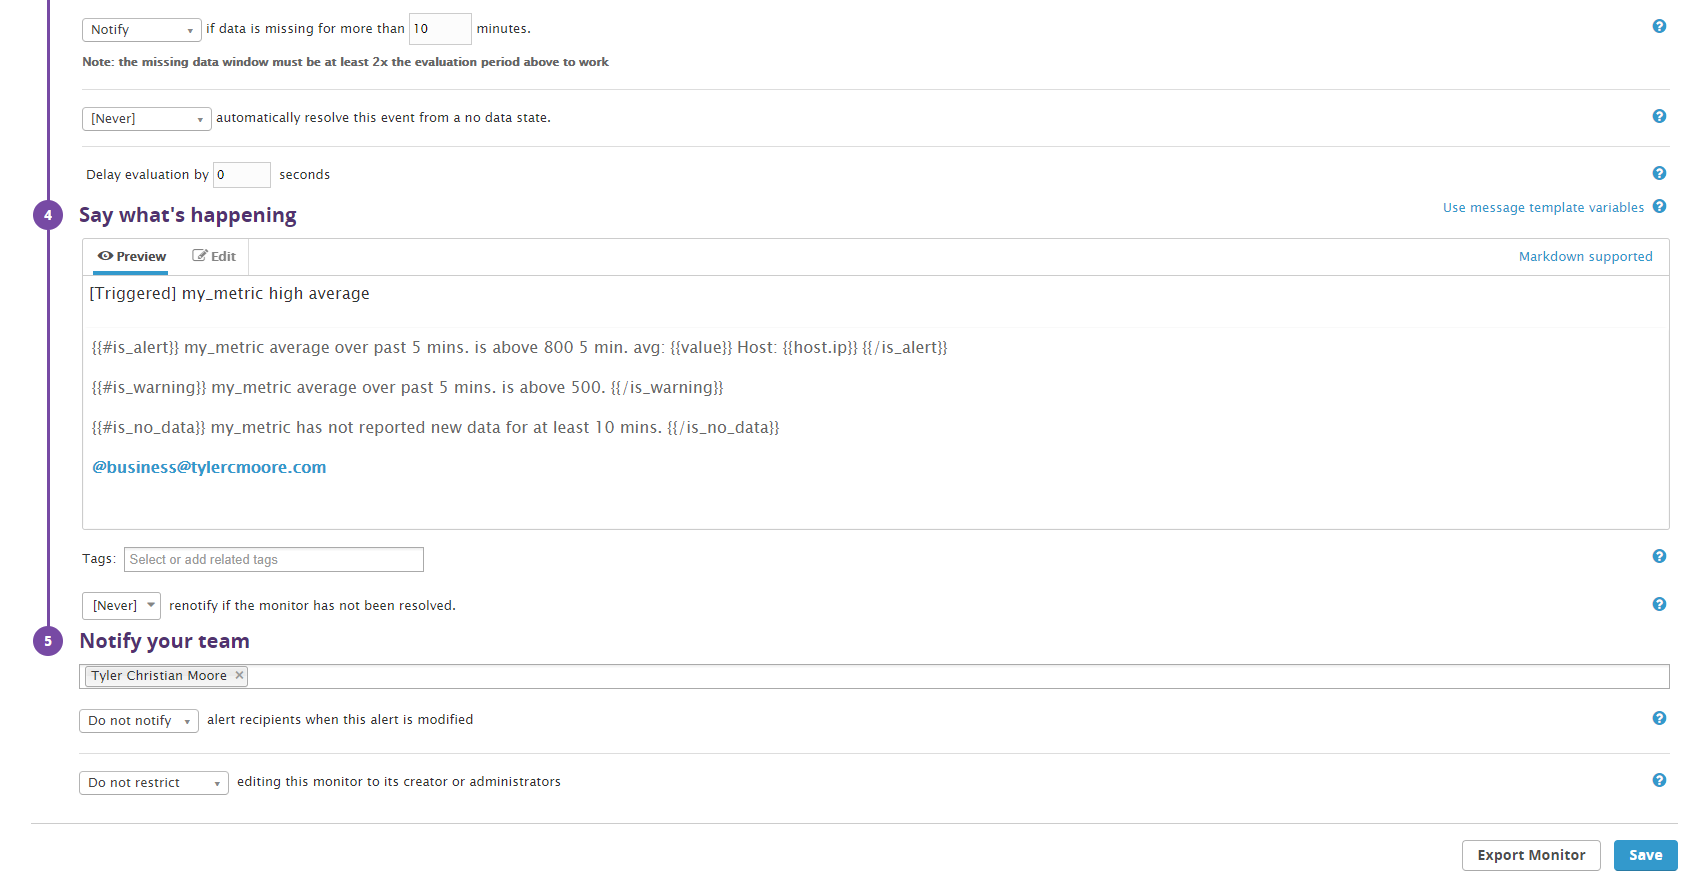 Notify if data is missing for more than 10 minutes.
Note: the missing data window must be at least 2x the evaluation period above to work
[Never] automatically resolve this event from a no data state.
Delay evaluation by 0 seconds
4 Say what's happening Use message template variables
Preview Edit Markdown supported
[Triggered] my_metric high average
{{#is_alert}} my_metric average over past 5 mins. is above 800 5 min. avg: {{value}} Host: {{host.ip}} {{/is_alert}}
{{#is_warning}} my_metric average over past 5 mins. is above 500. {{/is_warning}}
{{#is_no_data}} my_metric has not reported new data for at least 10 mins. {{/is_no_data}}
@business@tylercmoore.com
Tags: Select or add related tags
[Never] renotify if the monitor has not been resolved.
5 Notify your team
Tyler Christian Moore ×
Do not notify alert recipients when this alert is modified
Do not restrict editing this monitor to its creator or administrators
Export Monitor Save